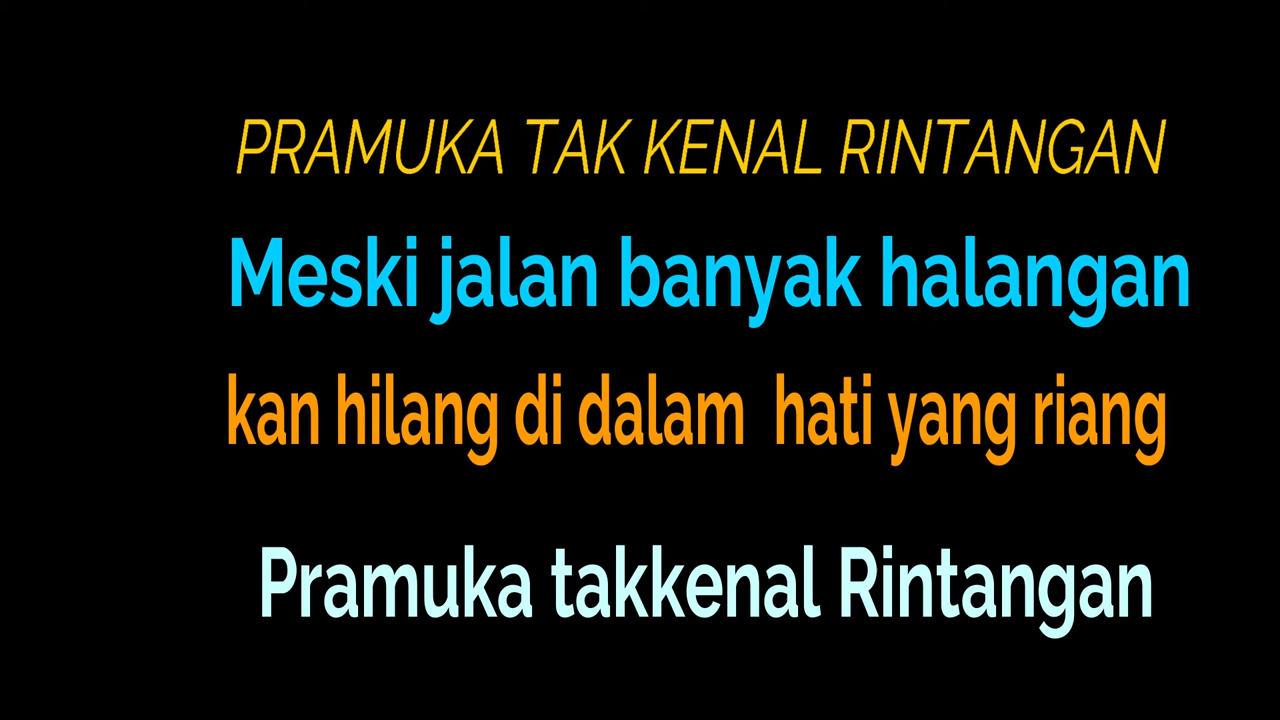 PRAMUKA TAK KENAL RINTANGAN
Meski jalan banyak halangan
kan hilang di dalam  hati yang riang
Pramuka takkenal Rintangan